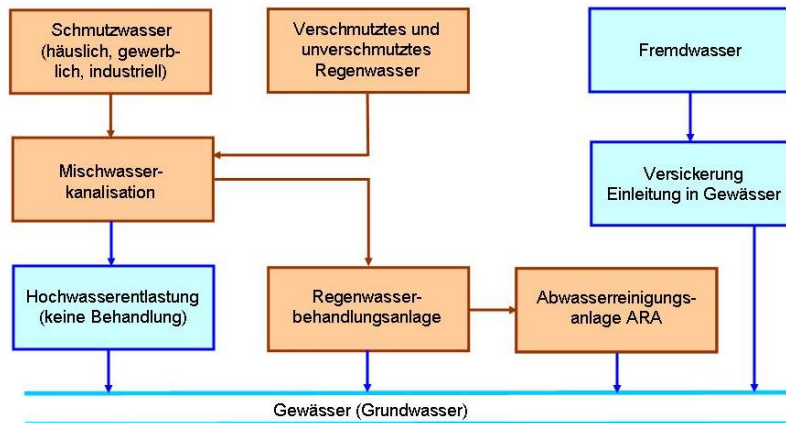 Schmutzwasser
(häuslich, gewerb-
lich, industriell)
Verschmutztes und
unverschmutztes
Regenwasser
Fremdwasser
Mischwasser-
kanalisation
Versickerung
Einleitung in Gewässer
Hochwasserentlastung
(keine Behandlung)
Regenwasser-
behandlungsanlage
Abwasserreinigungs-
anlage ARA
Gewässer (Grundwasser)